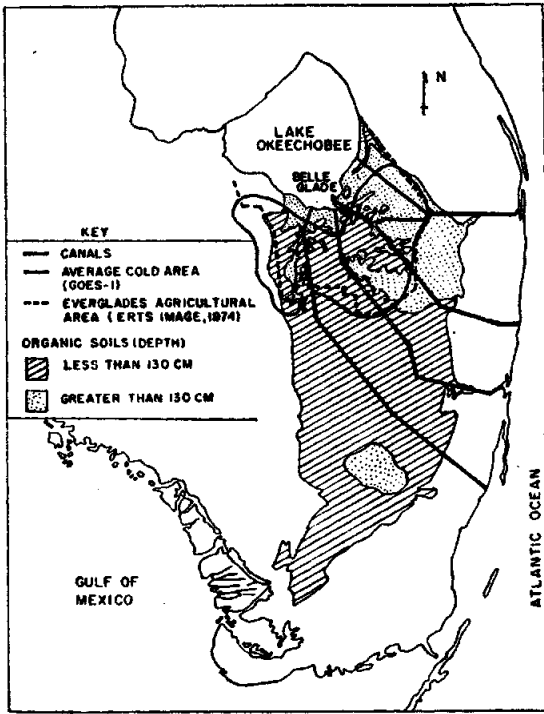 N
LAKE
OKEECHOBEE
BELLE
GLADE
KEY
CANALS
AVERAGE COLD AREA
(GOES-1)
EVERGLADES AGRICULTURAL
AREA (ERTS IMAGE, 1974)
ORGANIC SOILS (DEPTH)
LESS THAN 130 CM
GREATER THAN 130 CM
GULF OF
MEXICO
ATLANTIC OCEAN